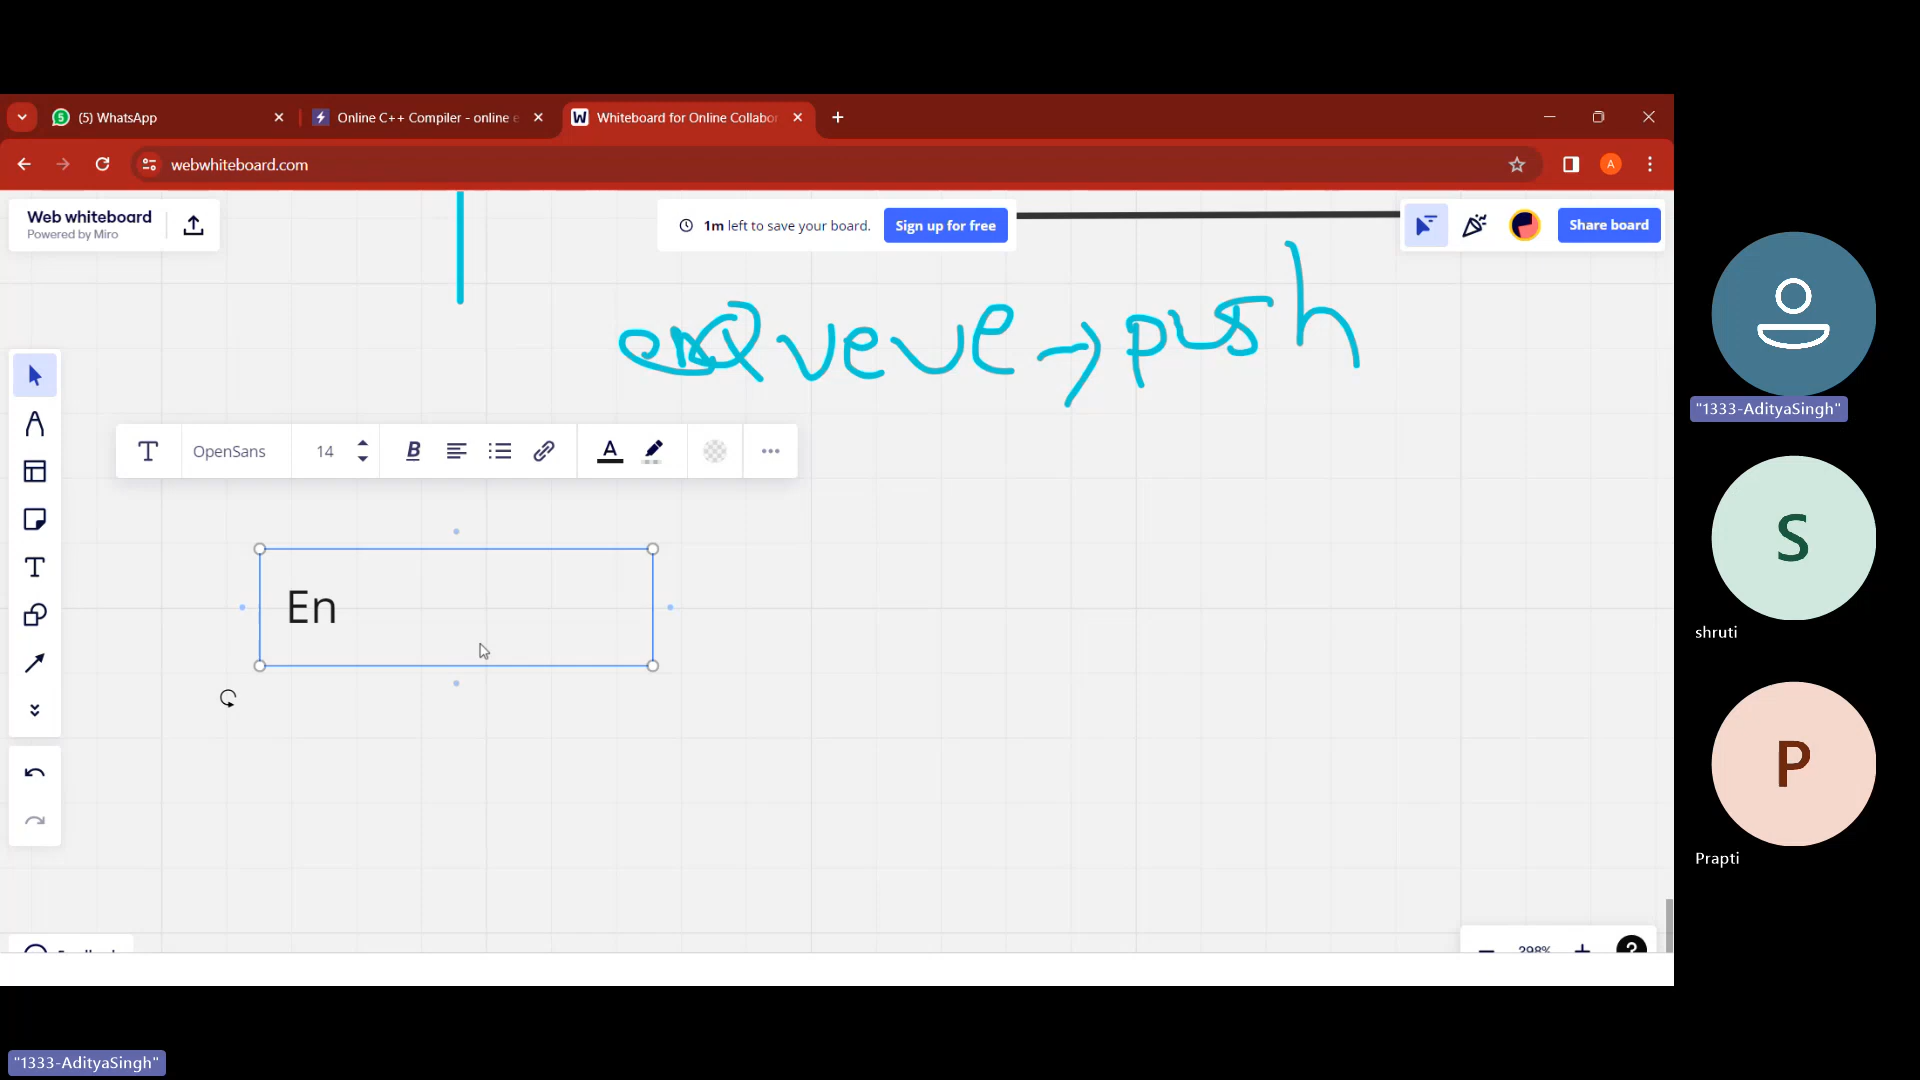 (5) WhatsApp
Online C++ Compiler - online e
Whiteboard for Online Collabor
webwhiteboard.com
Web whiteboard
Powered by Miro
1m left to save your board.
Sign up for free
Share board
enQueue → push
OpenSans
14
B
A
En
"1333-AdityaSingh"
S
shruti
P
Prapti
298%
"1333-AdityaSingh"